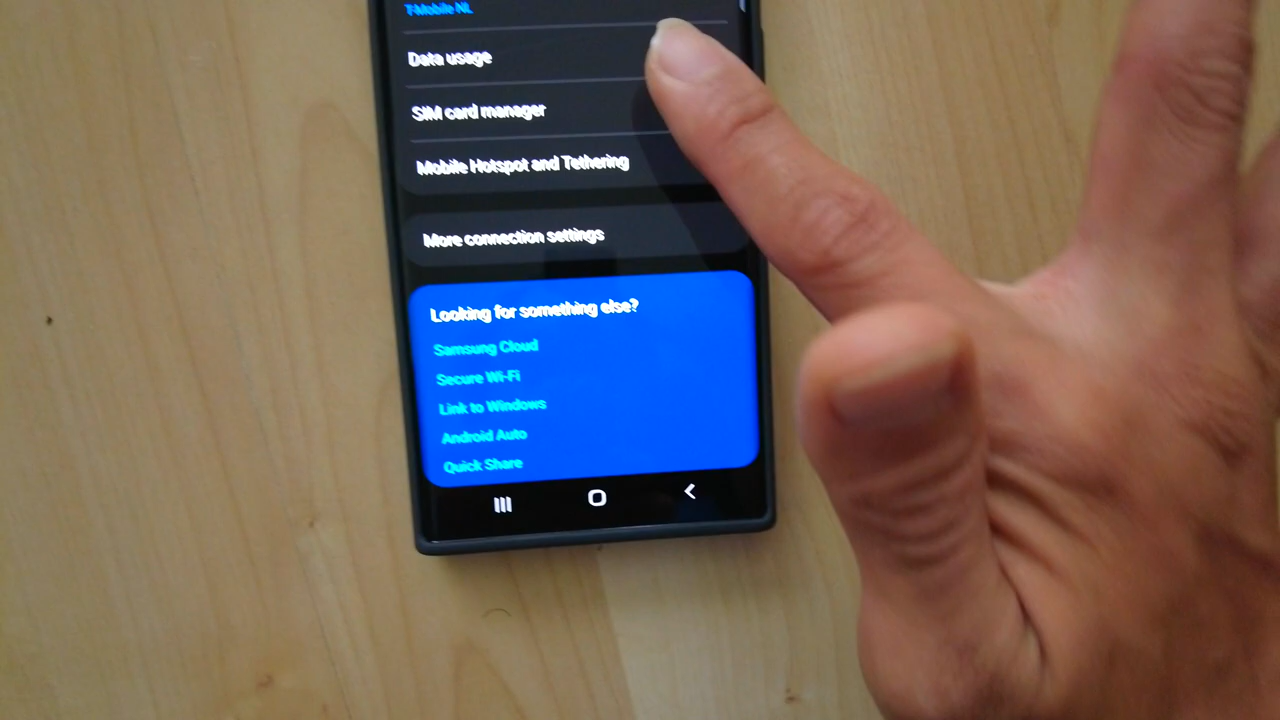 T-Mobile NL
Data usage
SIM card manager
Mobile Hotspot and Tethering
More connection settings
Looking for something else?
Samsung Cloud
Secure Wi-Fi
Link to Windows
Android Auto
Quick Share